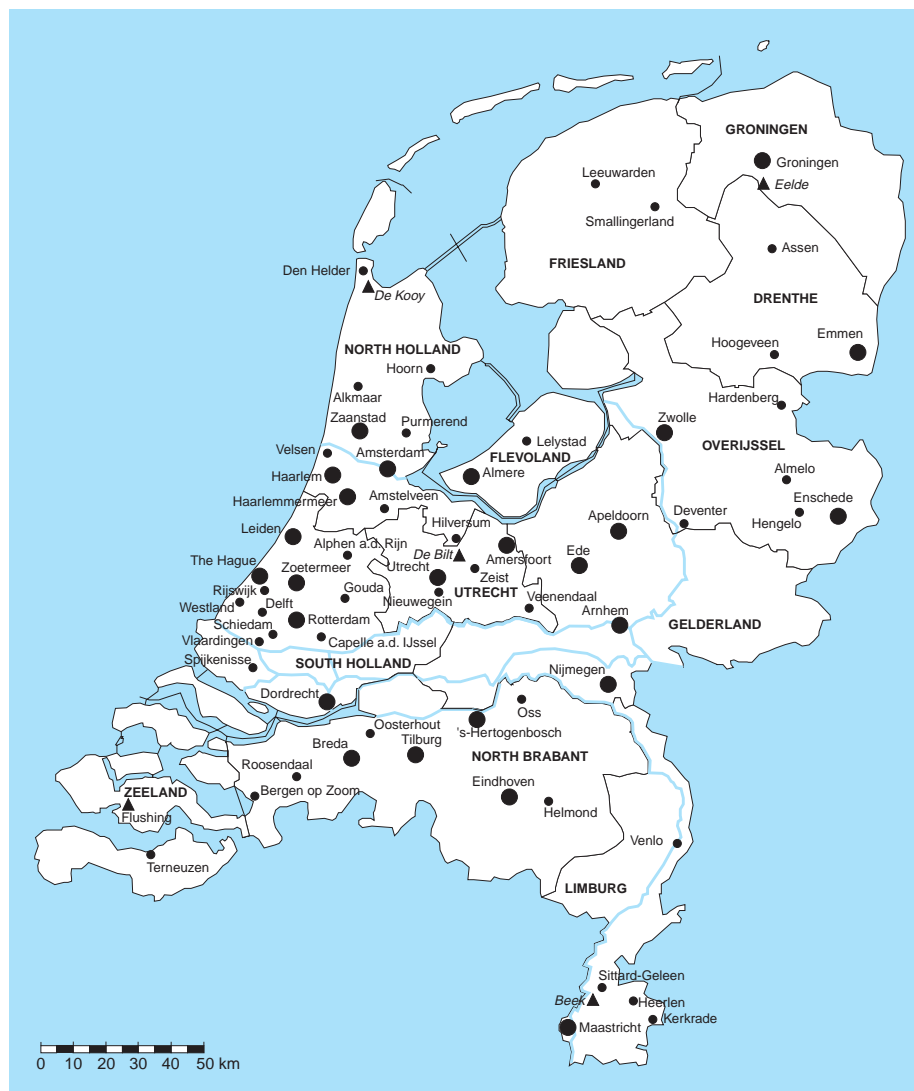 GRONINGEN
Groningen
Eelde
Leeuwarden
Smallingerland
Assen
FRIESLAND
Den Helder
De Kooy
DRENTHE
Emmen
Hoogeveen
NORTH HOLLAND
Hoorn
Alkmaar
Hardenberg
Zaanstad
Purmerend
Zwolle
Lelystad
OVERIJSSEL
Velsen
Amsterdam
FLEVOLAND
Haarlem
Almere
Almelo
Haarlemmermeer
Amstelveen
Enschede
Hilversum
Apeldoorn
Deventer
Hengelo
Leiden
Alphen a.d. Rijn
De Bilt
Amersfoort
Ede
The Hague
Zoetermeer
Utrecht
Zeist
Rijswijk
Gouda
UTRECHT
Westland
Delft
Nieuwegein
Veenendaal
Arnhem
Schiedam
Rotterdam
GELDERLAND
Vlaardingen
Capelle a.d. IJssel
Spijkenisse
SOUTH HOLLAND
Nijmegen
Dordrecht
Oss
Oosterhout
's-Hertogenbosch
Breda
Tilburg
NORTH BRABANT
Roosendaal
Eindhoven
ZEELAND
Bergen op Zoom
Flushing
Helmond
Venlo
Terneuzen
LIMBURG
Sittard-Geleen
Beek
Heerlen
Maastricht
Kerkrade
0 10 20 30 40 50 km